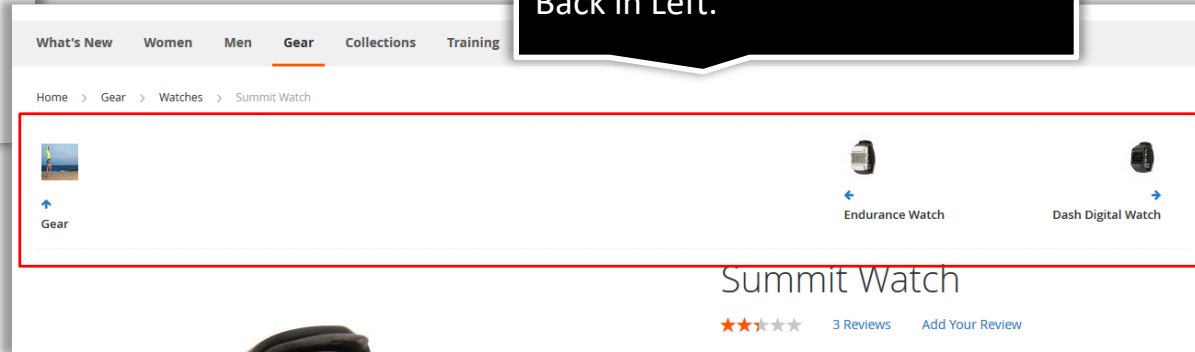 Back in Left.
What's New Women Men Gear Collections Training
Home > Gear > Watches > Summit Watch
Gear
Endurance Watch
Dash Digital Watch
Summit Watch
3 Reviews Add Your Review